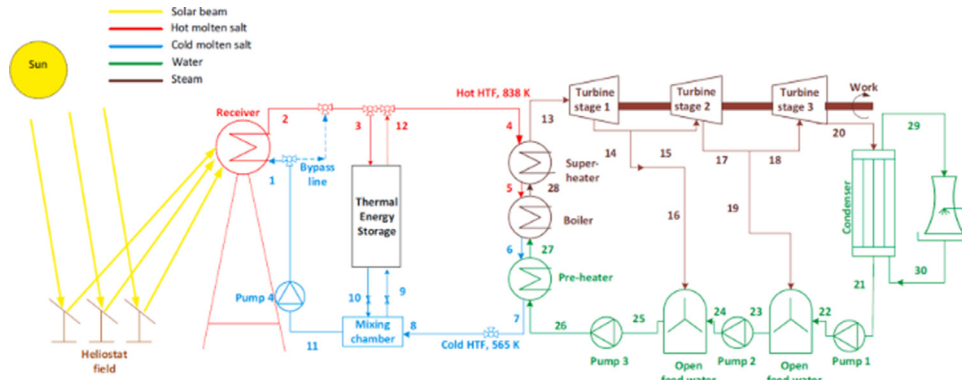 Solar beam
Hot molten salt
Cold molten salt
Water
Steam
Sun
Receiver
2
3
12
1
Bypass
line
Thermal
Energy
Storage
Pump 4
10
9
Mixing
chamber
11
8
Heliostat
field
Hot HTF, 838 K
4
13
Super-
heater
5
28
Boiler
6
27
Pre-heater
7
Cold HTF, 565 K
26
Turbine
stage 1
Turbine
stage 2
Turbine
stage 3
Work
14
15
17
18
20
29
16
19
Condenser
30
21
25
24
23
22
Pump 3
Pump 2
Pump 1
Open
feed water
Open
feed water